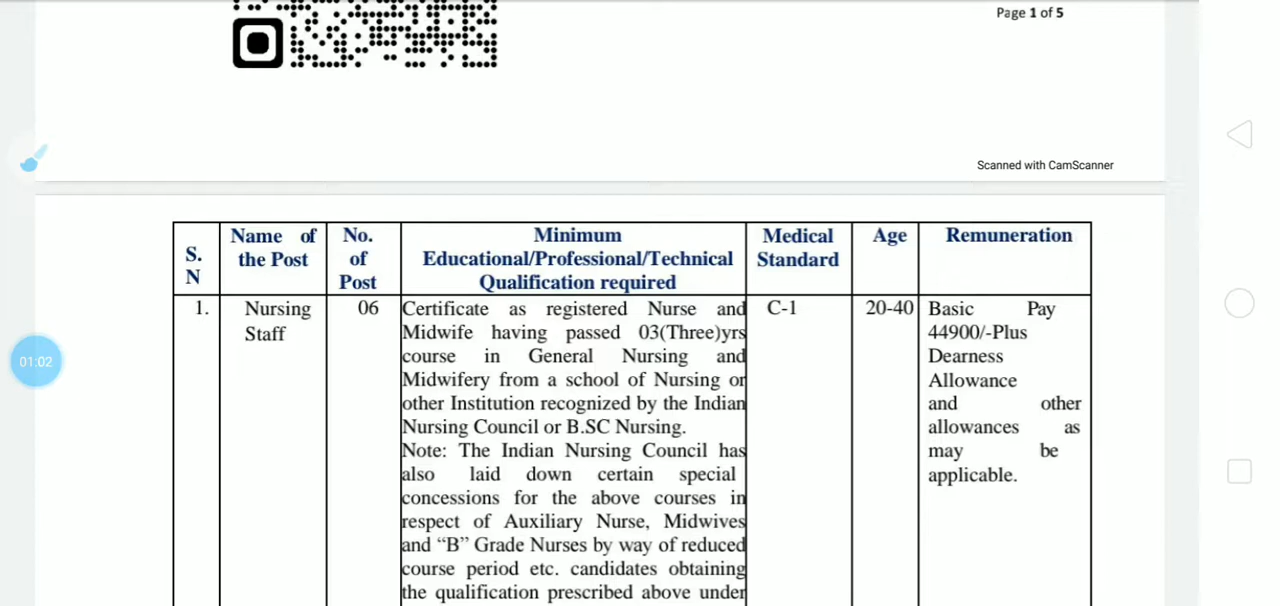 Page 1 of 5
Scanned with CamScanner
S.
N
Name of
the Post
No.
of
Post
Minimum
Educational/Professional/Technical
Qualification required
Medical
Standard
Age
Remuneration
1.
Nursing
Staff
06
Certificate as registered Nurse and
Midwife having passed 03(Three)yrs
course in General Nursing and
Midwifery from a school of Nursing or
other Institution recognized by the Indian
Nursing Council or B.SC Nursing.
Note: The Indian Nursing Council has
also laid down certain special
concessions for the above courses in
respect of Auxiliary Nurse, Midwives
and “B” Grade Nurses by way of reduced
course period etc. candidates obtaining
the qualification prescribed above under
C-1
20-40
Basic Pay
44900/-Plus
Dearness
Allowance
and other
allowances as
may be
applicable.
01:02